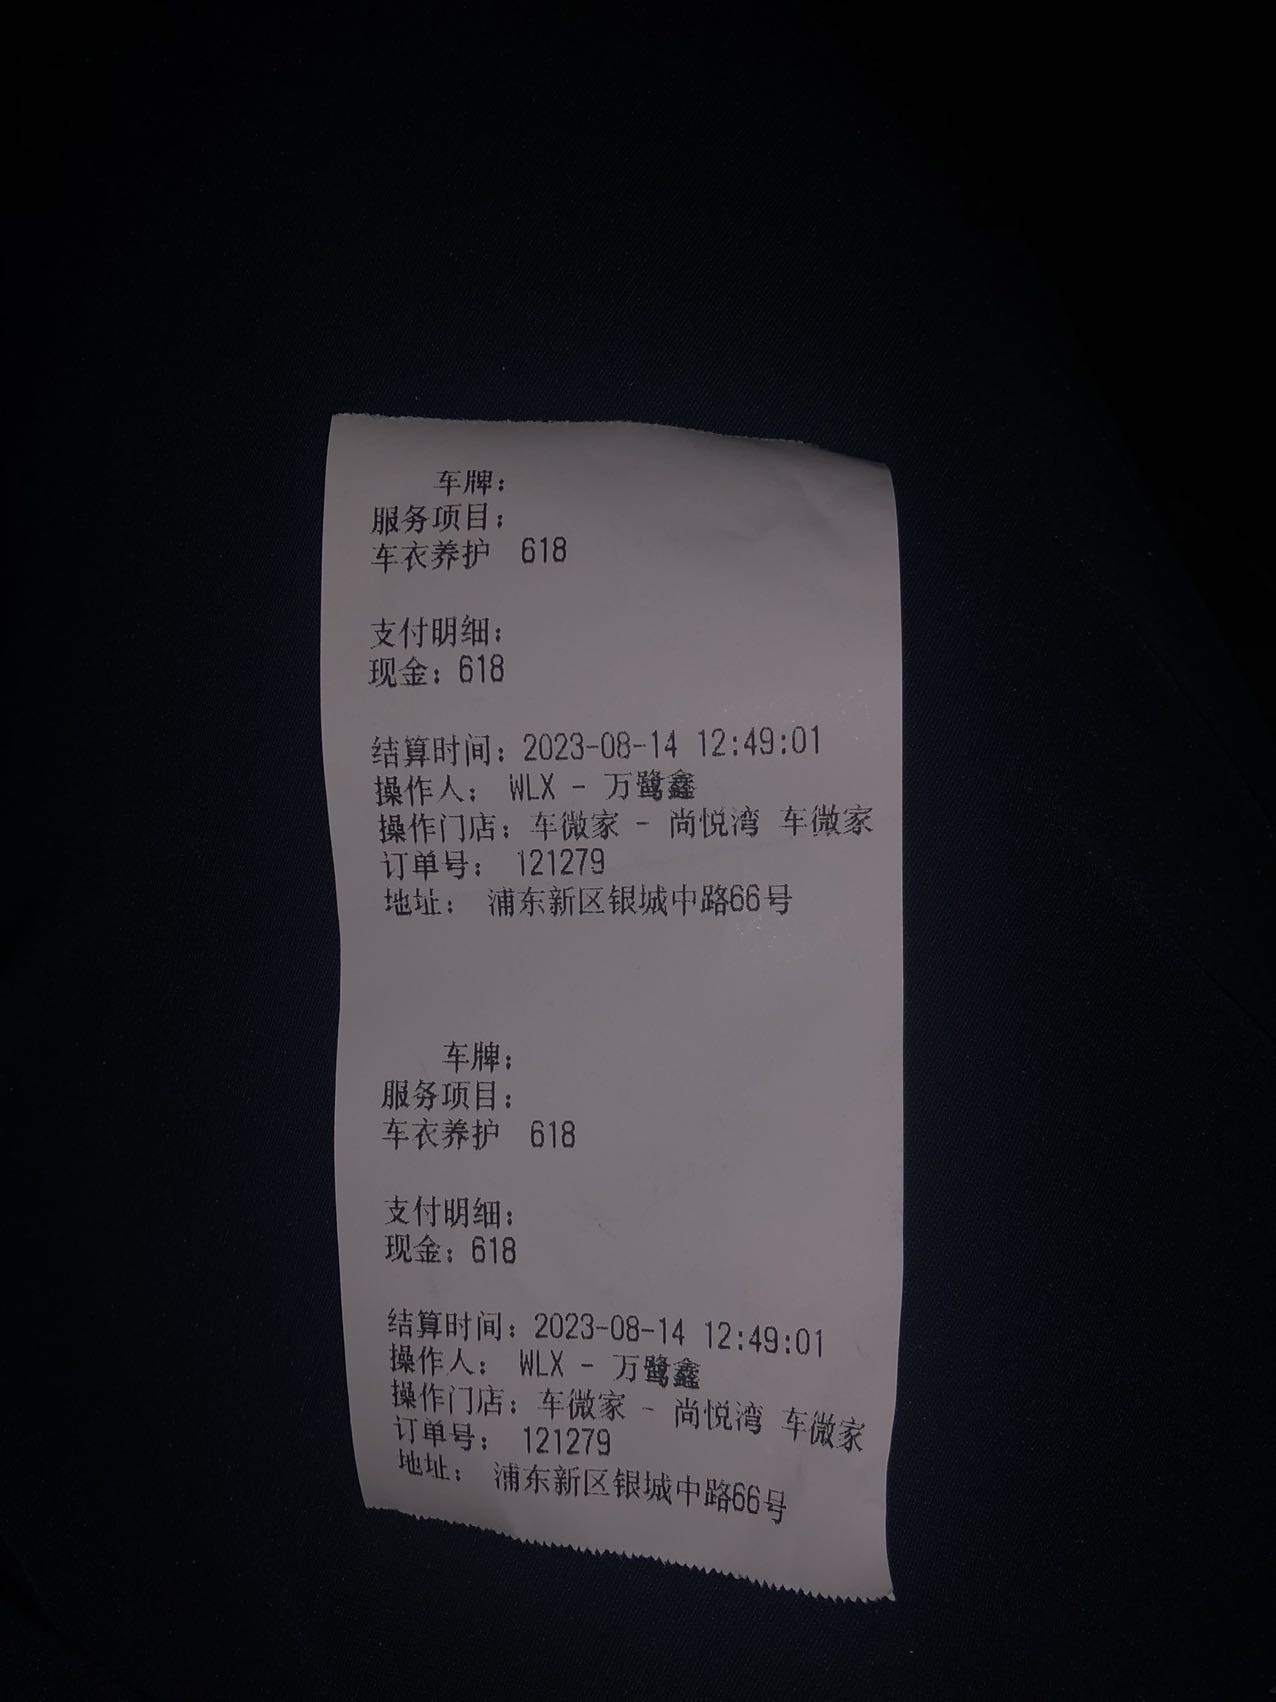 车牌：
服务项目：
车衣养护 618
支付明细：
现金：618
结算时间：2023-08-14 12:49:01
操作人： WLX - 万鹭鑫
操作门店：车微家 - 尚悦湾 车微家
订单号： 121279
地址： 浦东新区银城中路66号
车牌：
服务项目：
车衣养护 618
支付明细：
现金：618
结算时间：2023-08-14 12:49:01
操作人： WLX - 万鹭鑫
操作门店：车微家 - 尚悦湾 车微家
订单号： 121279
地址： 浦东新区银城中路66号